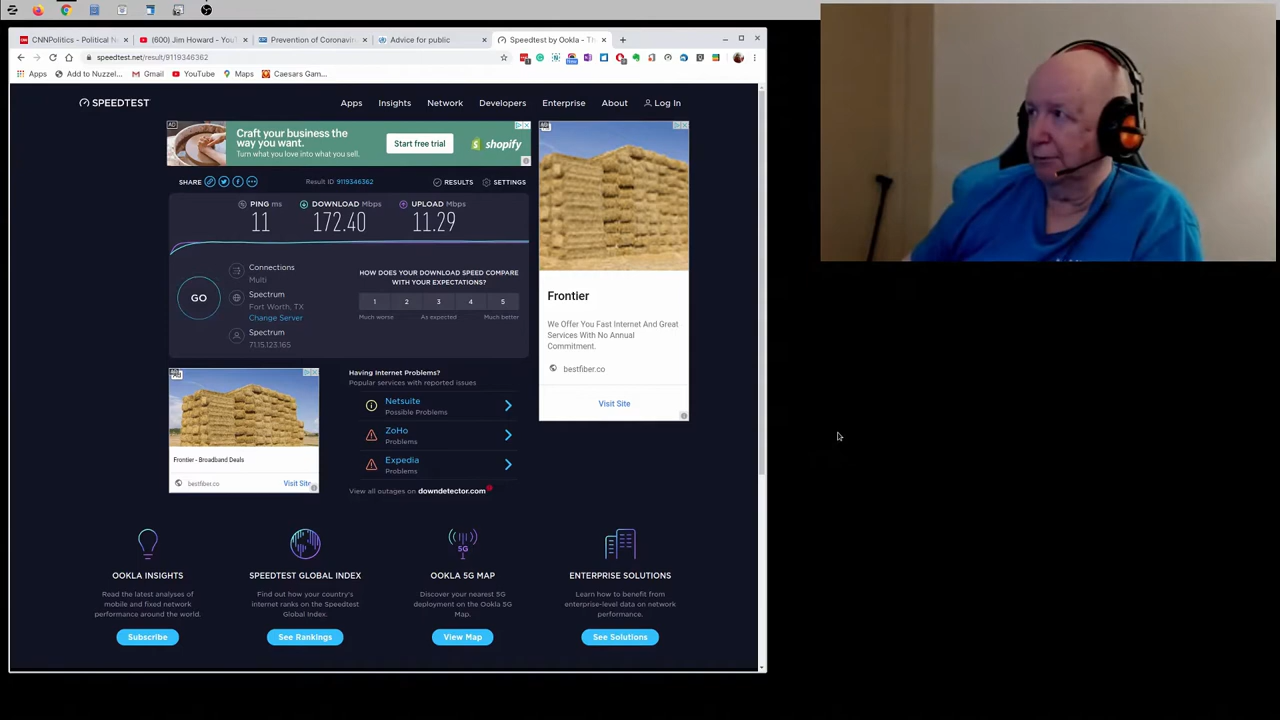 CNNPolitics - Political N
(600) Jim Howard - You
Prevention of Coronavir
Advice for public
Speedtest by Ookla - Th
speedtest.net/result/9119346362
Apps
Add to Nuzzel...
Gmail
YouTube
Maps
Caesars Gam...
SPEEDTEST
Apps Insights Network Developers Enterprise About Log In
AD
Craft your business the
way you want.
Turn what you love into what you sell.
Start free trial
shopify
SHARE
Result ID 9119346362
RESULTS
SETTINGS
PING ms
11
DOWNLOAD Mbps
172.40
UPLOAD Mbps
11.29
GO
Connections
Multi
Spectrum
Fort Worth, TX
Change Server
Spectrum
71.15.123.165
HOW DOES YOUR DOWNLOAD SPEED COMPARE
WITH YOUR EXPECTATIONS?
1 2 3 4 5
Much worse As expected Much better
AD
Frontier
We Offer You Fast Internet And Great
Services With No Annual
Commitment.
bestfiber.co
Visit Site
Frontier - Broadband Deals
bestfiber.co
Visit Site
Having Internet Problems?
Popular services with reported issues
Netsuite
Possible Problems
ZoHo
Problems
Expedia
Problems
View all outages on downdetector.com
5G
OOKLA INSIGHTS
Read the latest analyses of
mobile and fixed network
performance around the world.
Subscribe
SPEEDTEST GLOBAL INDEX
Find out how your country's
internet ranks on the Speedtest
Global Index.
See Rankings
OOKLA 5G MAP
Discover your nearest 5G
deployment on the Ookla 5G
Map.
View Map
ENTERPRISE SOLUTIONS
Learn how to benefit from
enterprise-level data on network
performance.
See Solutions